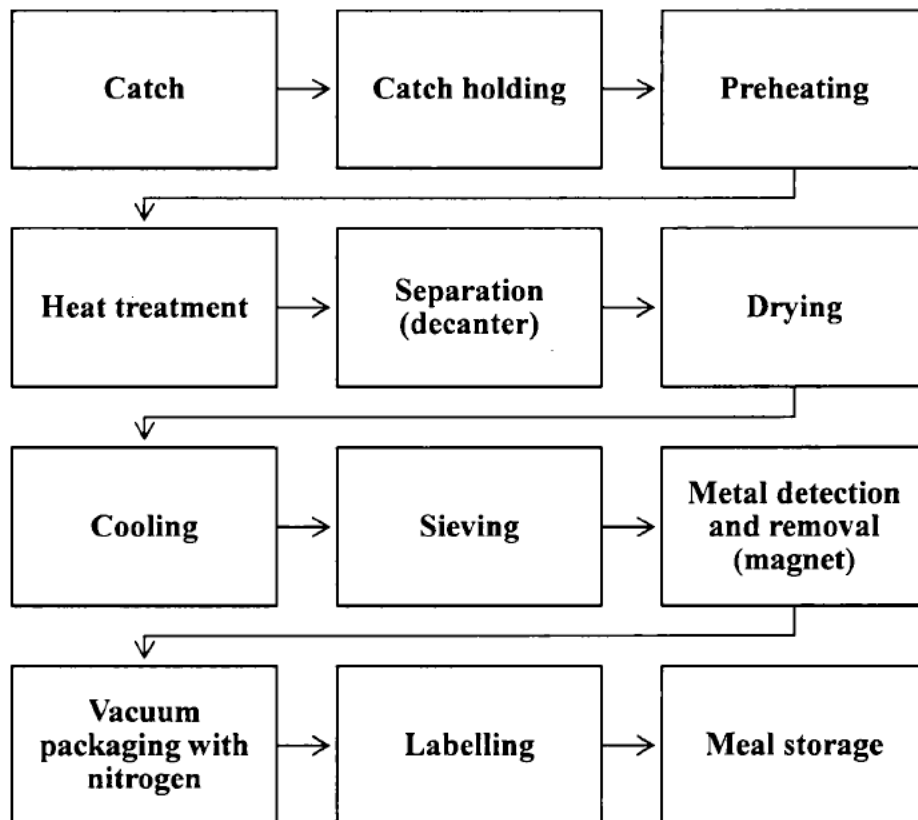 Catch
Catch holding
Preheating
Heat treatment
Separation
(decanter)
Drying
Cooling
Sieving
Metal detection
and removal
(magnet)
Vacuum
packaging with
nitrogen
Labelling
Meal storage